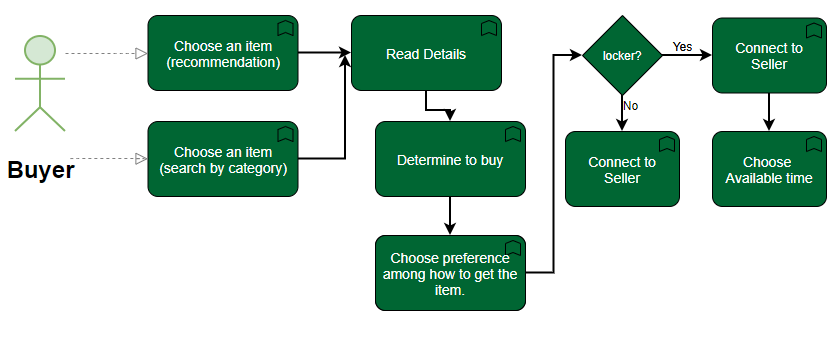 Choose an item
(recommendation)
Read Details
locker?
Yes
Connect to
Seller
No
Buyer
Choose an item
(search by category)
Determine to buy
Connect to
Seller
Choose
Available time
Choose preference
among how to get the
item.